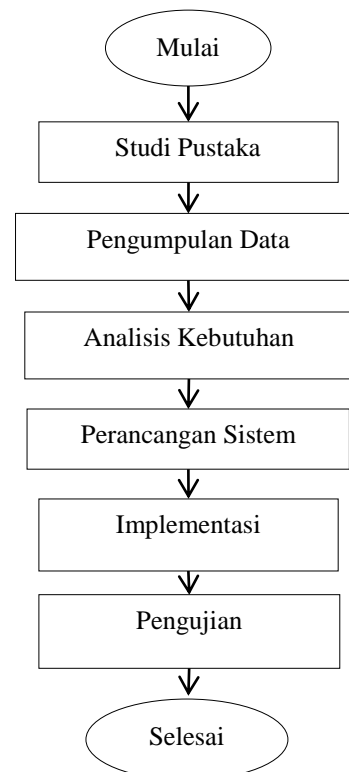 Mulai
Studi Pustaka
Pengumpulan Data
Analisis Kebutuhan
Perancangan Sistem
Implementasi
Pengujian
Selesai